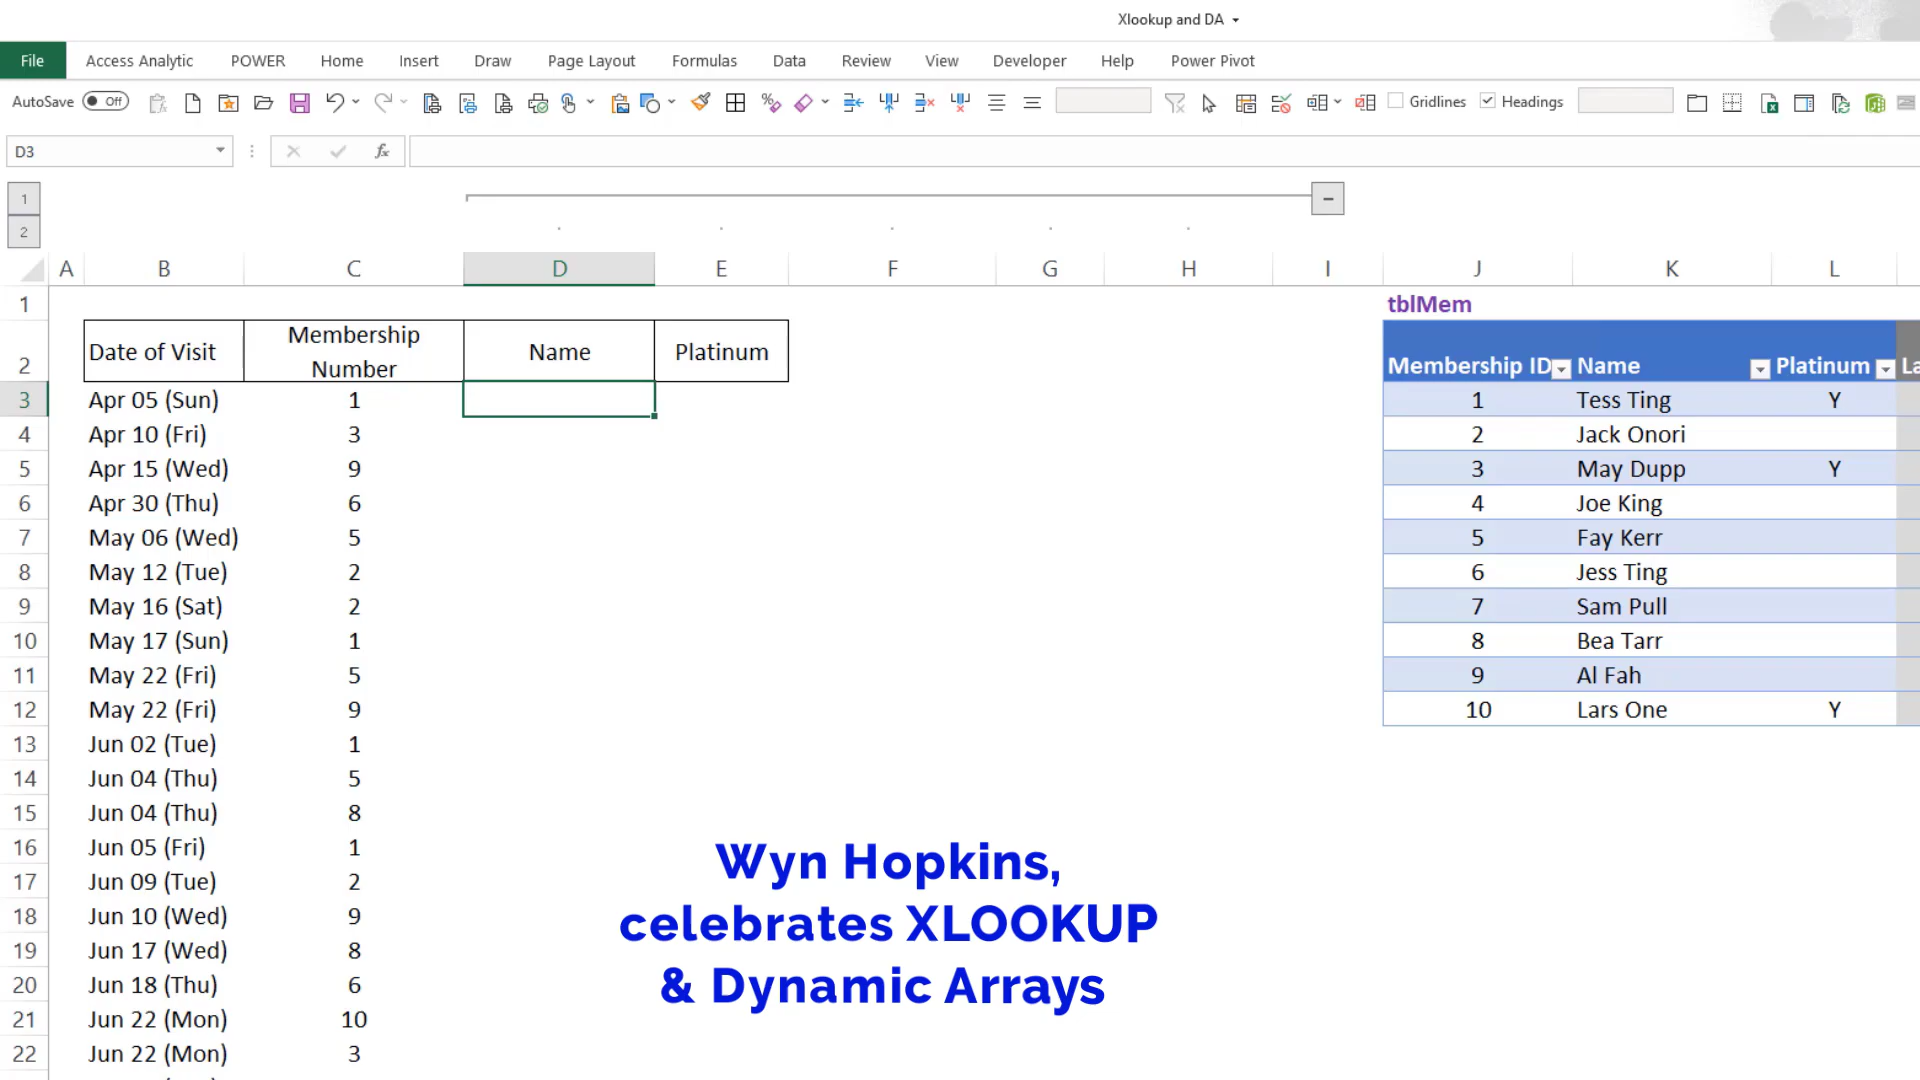 Xlookup and DA
File Access Analytic POWER Home Insert Draw Page Layout Formulas Data Review View Developer Help Power Pivot
AutoSave Off Gridlines Headings
D3 fx
1
2
A B C D E F G H I J K L
1 tblMem
2 Date of Visit Membership Number Name Platinum Membership ID Name Platinum La
3 Apr 05 (Sun) 1 1 Tess Ting Y
4 Apr 10 (Fri) 3 2 Jack Onori
5 Apr 15 (Wed) 9 3 May Dupp Y
6 Apr 30 (Thu) 6 4 Joe King
7 May 06 (Wed) 5 5 Fay Kerr
8 May 12 (Tue) 2 6 Jess Ting
9 May 16 (Sat) 2 7 Sam Pull
10 May 17 (Sun) 1 8 Bea Tarr
11 May 22 (Fri) 5 9 Al Fah
12 May 22 (Fri) 9 10 Lars One Y
13 Jun 02 (Tue) 1
14 Jun 04 (Thu) 5
15 Jun 04 (Thu) 8
16 Jun 05 (Fri) 1
17 Jun 09 (Tue) 2
18 Jun 10 (Wed) 9
19 Jun 17 (Wed) 8
20 Jun 18 (Thu) 6
21 Jun 22 (Mon) 10
22 Jun 22 (Mon) 3
Wyn Hopkins,
celebrates XLOOKUP
& Dynamic Arrays